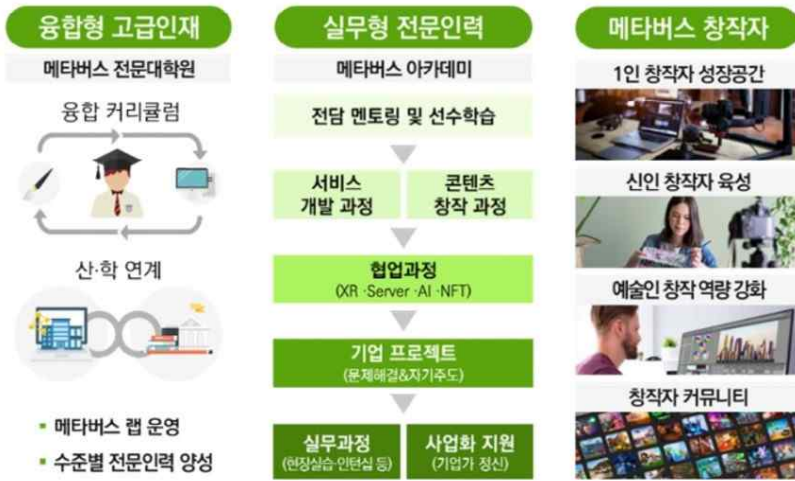 융합형 고급인재
메타버스 전문대학원
융합 커리큘럼
산·학 연계
▪ 메타버스 랩 운영
▪ 수준별 전문인력 양성
실무형 전문인력
메타버스 아카데미
전담 멘토링 및 선수학습
서비스
개발 과정
콘텐츠
창작 과정
협업과정
(XR·Server·AI·NFT)
기업 프로젝트
(문제해결&자기주도)
실무과정
(현장실습·인턴십 등)
사업화 지원
(기업가 정신)
메타버스 창작자
1인 창작자 성장공간
신인 창작자 육성
예술인 창작 역량 강화
창작자 커뮤니티